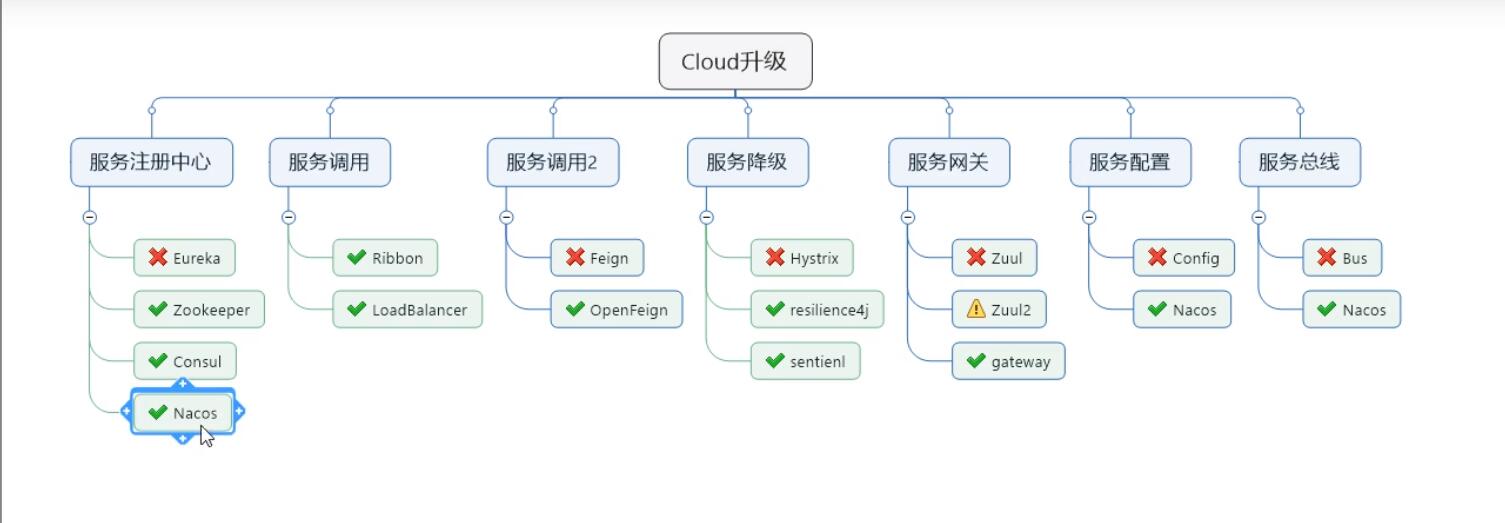 Cloud升级
服务注册中心
Eureka
Zookeeper
Consul
Nacos
服务调用
Ribbon
LoadBalancer
服务调用2
Feign
OpenFeign
服务降级
Hystrix
resilience4j
sentienl
服务网关
Zuul
Zuul2
gateway
服务配置
Config
Nacos
服务总线
Bus
Nacos